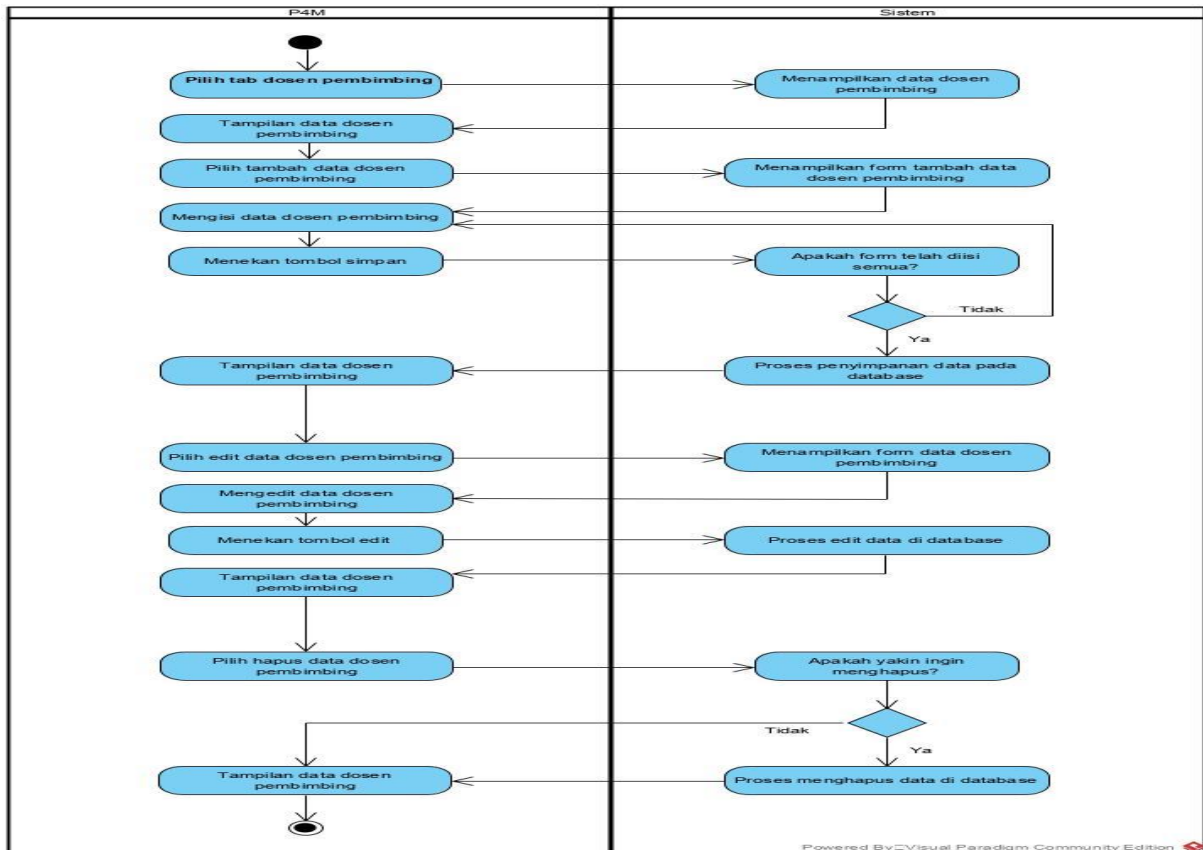 P4M
Sistem
Pilih tab dosen pembimbing
Menampilkan data dosen
pembimbing
Tampilan data dosen
pembimbing
Pilih tambah data dosen
pembimbing
Menampilkan form tambah data
dosen pembimbing
Mengisi data dosen pembimbing
Menekan tombol simpan
Apakah form telah diisi
semua?
Tidak
Ya
Tampilan data dosen
pembimbing
Proses penyimpanan data pada
database
Pilih edit data dosen pembimbing
Menampilkan form data dosen
pembimbing
Mengedit data dosen
pembimbing
Menekan tombol edit
Proses edit data di database
Tampilan data dosen
pembimbing
Pilih hapus data dosen
pembimbing
Apakah yakin ingin
menghapus?
Tidak
Ya
Tampilan data dosen
pembimbing
Proses menghapus data di database
Powered By Visual Paradigm Community Edition